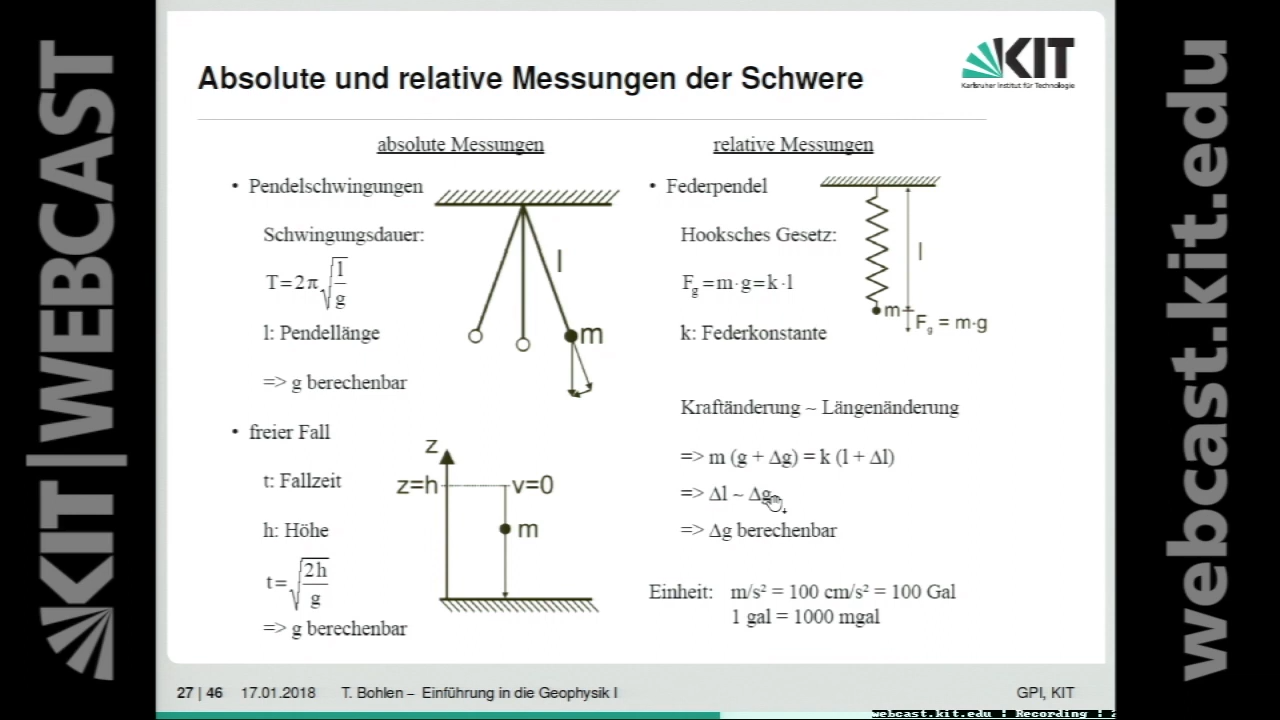 KIT | WEBCAST
Absolute und relative Messungen der Schwere
KIT
Karlsruher Institut für Technologie
absolute Messungen
• Pendelschwingungen
Schwingungsdauer:
T=2π√(l/g)
l: Pendellänge
=> g berechenbar
l
m
• freier Fall
t: Fallzeit
h: Höhe
t=√(2h/g)
=> g berechenbar
z
z=h
v=0
m
relative Messungen
• Federpendel
Hooksches Gesetz:
F_g=m·g=k·l
k: Federkonstante
l
m
F_g = m·g
Kraftänderung ~ Längenänderung
=> m (g + Δg) = k (l + Δl)
=> Δl ~ Δg
=> Δg berechenbar
Einheit: m/s² = 100 cm/s² = 100 Gal
1 gal = 1000 mgal
27 | 46 17.01.2018 T. Bohlen – Einführung in die Geophysik I
GPI, KIT
webcast.kit.edu : Recording :
webcast.kit.edu